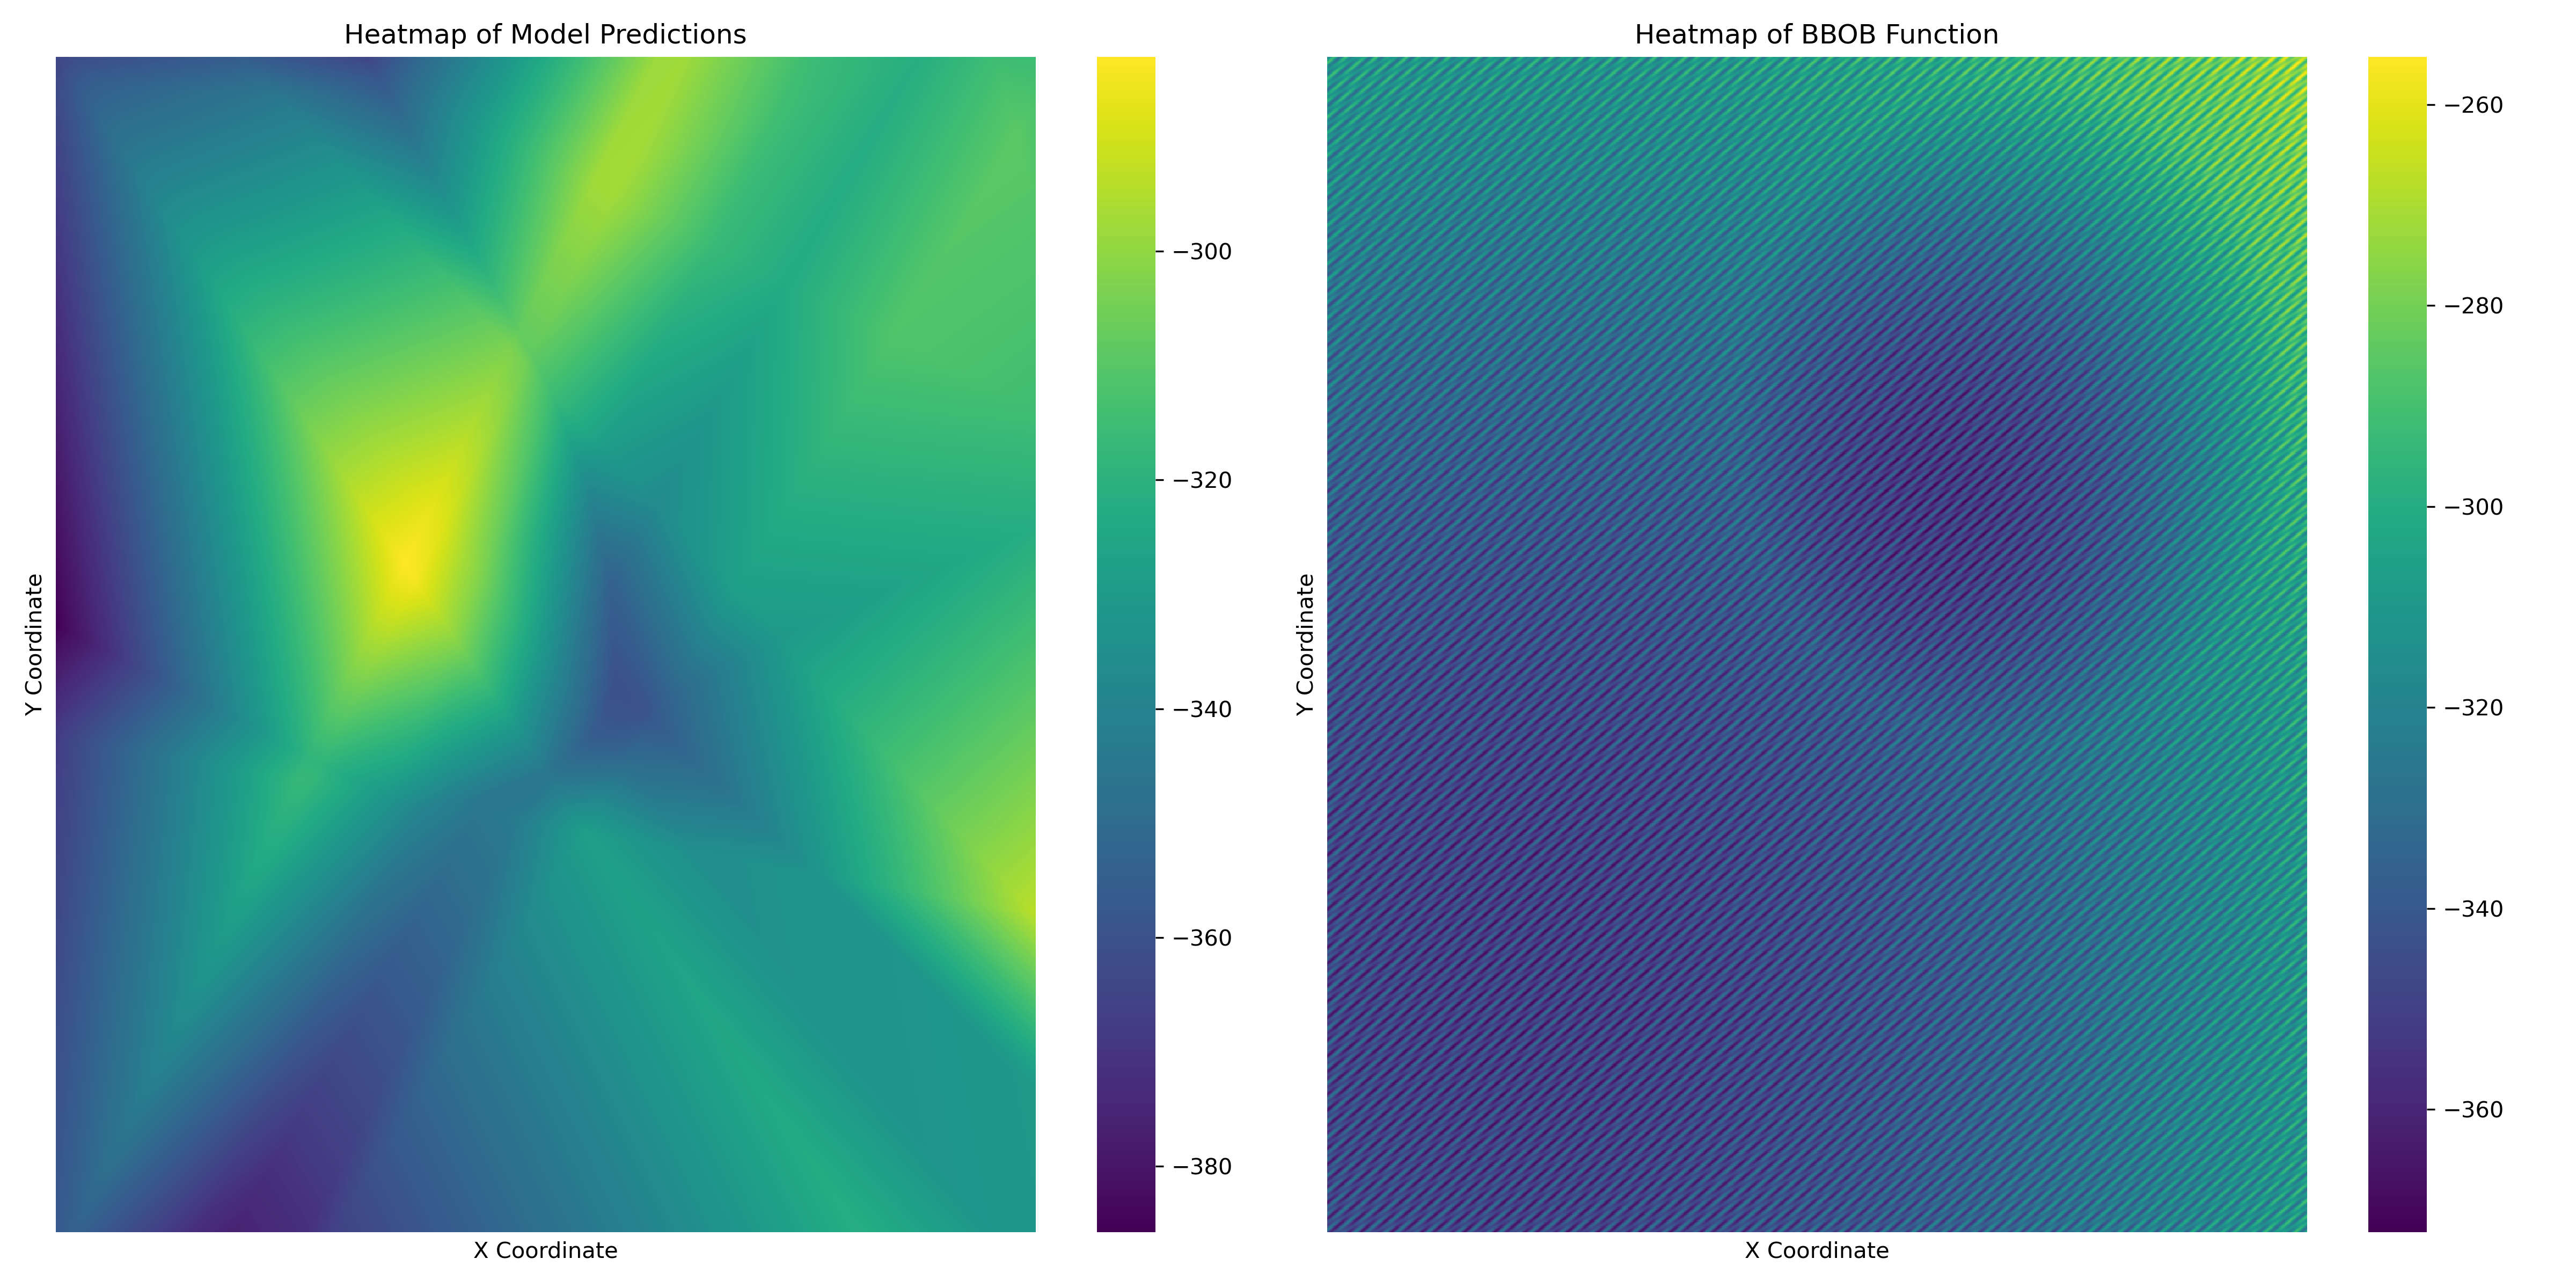 Heatmap of Model Predictions
Y Coordinate
X Coordinate
−300
−320
−340
−360
−380
Heatmap of BBOB Function
Y Coordinate
X Coordinate
−260
−280
−300
−320
−340
−360